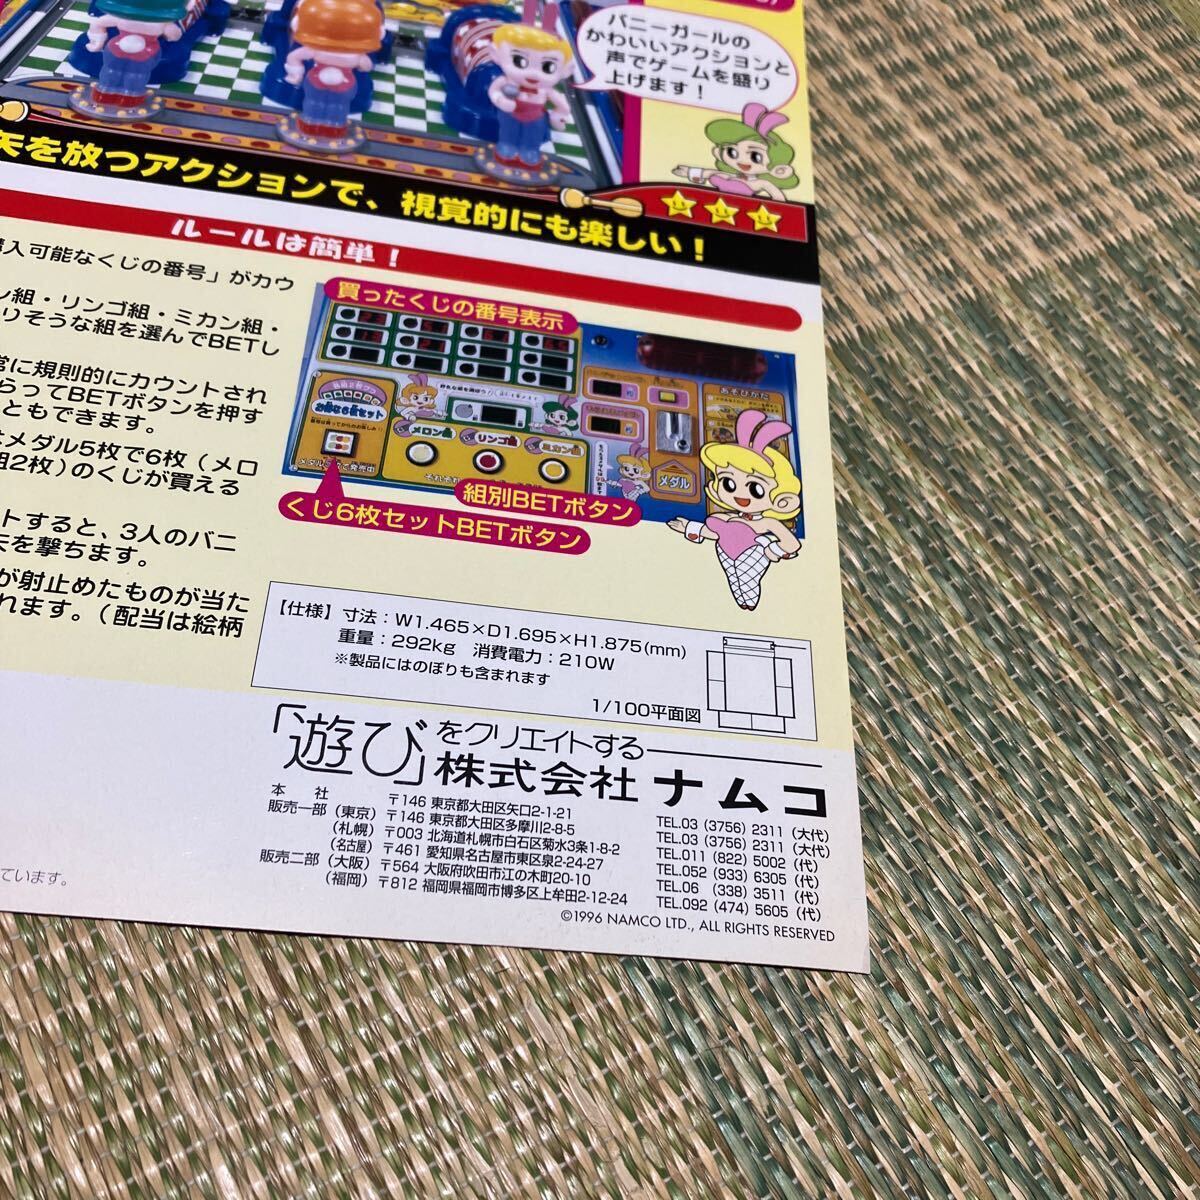 バニーガールの
かわいいアクションと
声でゲームを盛り
上げます！
矢を放つアクションで、視覚的にも楽しい！
ルールは簡単！
入可能なくじの番号」がカウ
ン組・リンゴ組・ミカン組・
りそうな組を選んでBETし
常に規則的にカウントされ
らってBETボタンを押す
ともできます。
はメダル5枚で6枚（メロ
組2枚）のくじが買える
ートすると、3人のバニ
矢を撃ちます。
が射止めたものが当た
れます。（配当は絵柄
買ったくじの番号表示
お得な6枚セット
メロン組
リンゴ組
ミカン組
あそびかた
メダル
組別BETボタン
くじ6枚セットBETボタン
【仕様】寸法：W1.465×D1.695×H1.875(mm)
重量：292kg　消費電力：210W
※製品にはのぼりも含まれます
1/100平面図
「遊び」をクリエイトする
株式会社 ナムコ
本　社　〒146 東京都大田区矢口2-1-21　TEL.03 (3756) 2311 (大代)
販売一部（東京）〒146 東京都大田区多摩川2-8-5　TEL.03 (3756) 2311 (大代)
（札幌）〒003 北海道札幌市白石区菊水3条1-8-2　TEL.011 (822) 5002 (代)
（名古屋）〒461 愛知県名古屋市東区泉2-24-27　TEL.052 (933) 6305 (代)
販売二部（大阪）〒564 大阪府吹田市江の木町20-10　TEL.06 (338) 3511 (代)
（福岡）〒812 福岡県福岡市博多区上牟田2-12-24　TEL.092 (474) 5605 (代)
ています。
©1996 NAMCO LTD., ALL RIGHTS RESERVED